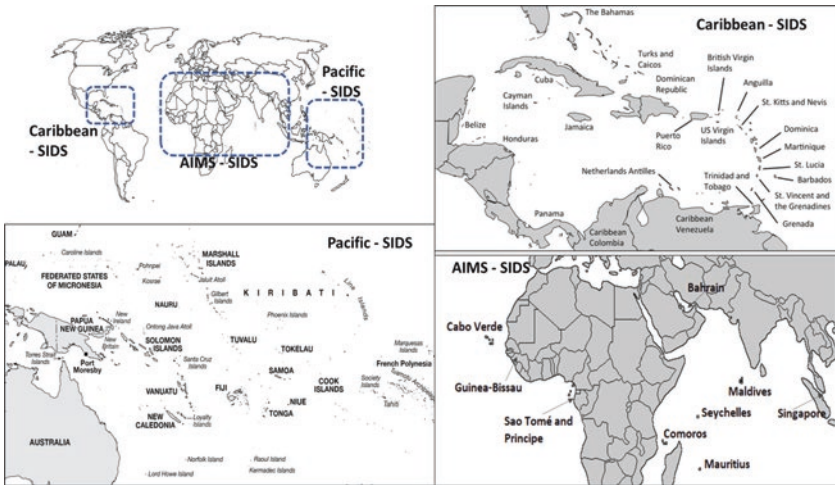 Pacific
- SIDS
Caribbean
- SIDS
AIMS - SIDS
Caribbean - SIDS
The Bahamas
Turks and
Caicos
British Virgin
Islands
Anguilla
Cuba
Dominican
Republic
St. Kitts and Nevis
Cayman
Islands
Belize
Jamaica
Dominica
Honduras
Puerto
Rico
US Virgin
Islands
Martinique
St. Lucia
Netherlands Antilles
Trinidad and
Tobago
Barbados
St. Vincent and
the Grenadines
Panama
Caribbean
Colombia
Caribbean
Venezuela
Grenada
Pacific - SIDS
GUAM
Caroline Islands
PALAU
FEDERATED STATES
OF MICRONESIA
Pohnpei
Kosrae
MARSHALL
ISLANDS
Jaluit Atoll
Gilbert
Islands
KIRIBATI
Line Islands
NAURU
Phoenix Islands
PAPUA
NEW GUINEA
New
Ireland
New
Britain
Ontong Java Atoll
SOLOMON
ISLANDS
Santa Cruz
Islands
TUVALU
TOKELAU
Marquesas
Islands
Torres Strait
Islands
Port
Moresby
SAMOA
COOK
ISLANDS
French Polynesia
Society
Islands
Tuamotu Archipelago
Tahiti
VANUATU
FIJI
NIUE
TONGA
NEW
CALEDONIA
Loyalty
Islands
AUSTRALIA
Norfolk Island
Lord Howe Island
Raoul Island
Kermadec Islands
AIMS - SIDS
Bahrain
Cabo Verde
Guinea-Bissau
Maldives
Sao Tomé and
Principe
Seychelles
Singapore
Comoros
Mauritius